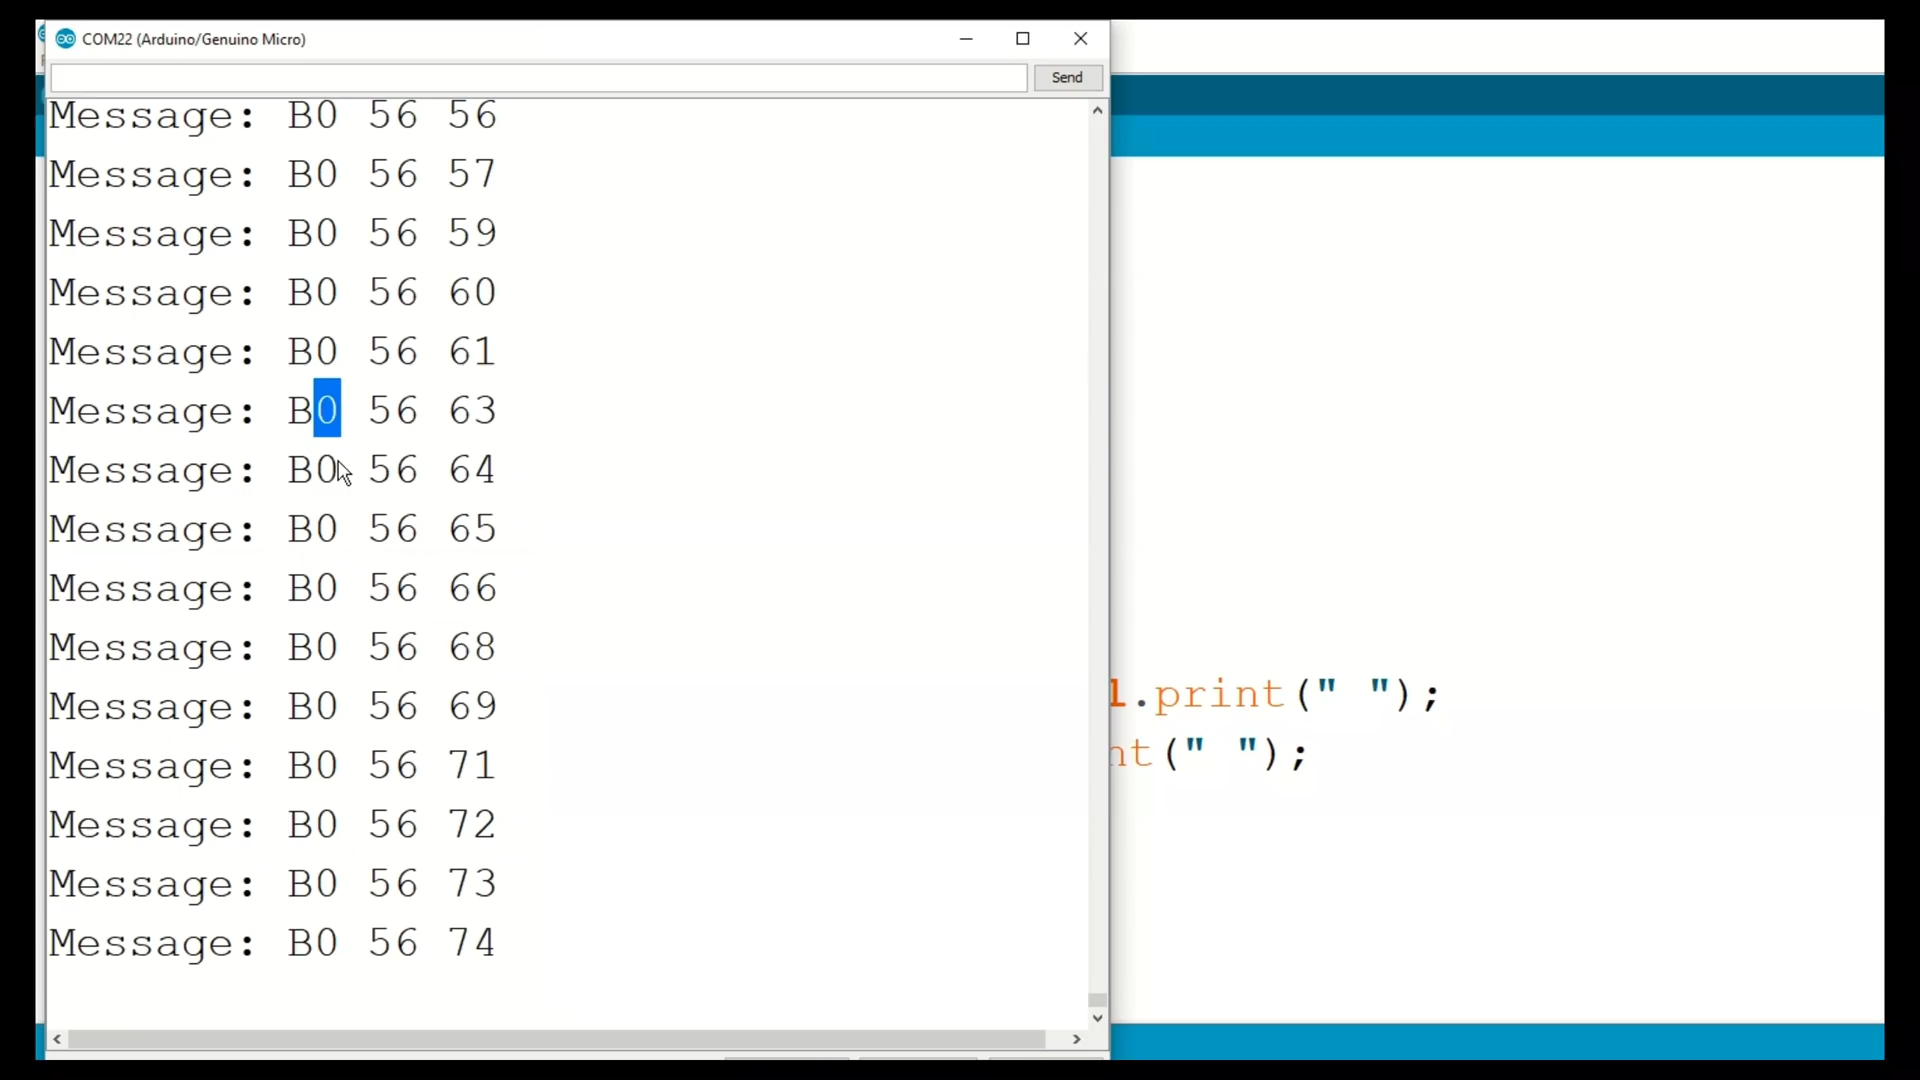 COM22 (Arduino/Genuino Micro)
Send
Message: B0 56 56
Message: B0 56 57
Message: B0 56 59
Message: B0 56 60
Message: B0 56 61
Message: B0 56 63
Message: B0 56 64
Message: B0 56 65
Message: B0 56 66
Message: B0 56 68
Message: B0 56 69
Message: B0 56 71
Message: B0 56 72
Message: B0 56 73
Message: B0 56 74
l.print(" ");
nt(" ");